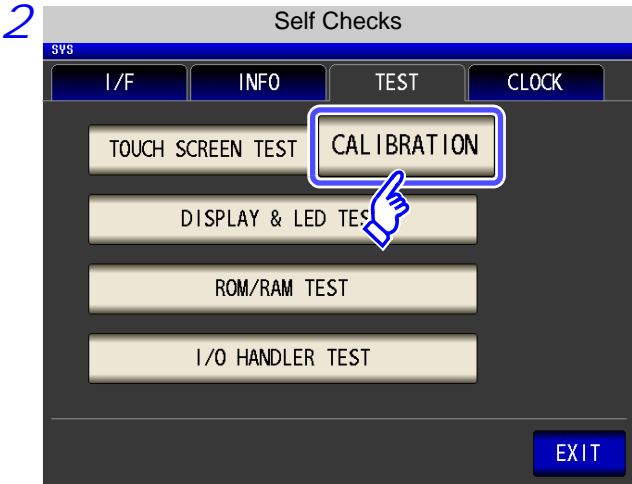 2
Self Checks
SYS
I/F INFO TEST CLOCK
TOUCH SCREEN TEST CALIBRATION
DISPLAY & LED TEST
ROM/RAM TEST
I/O HANDLER TEST
EXIT